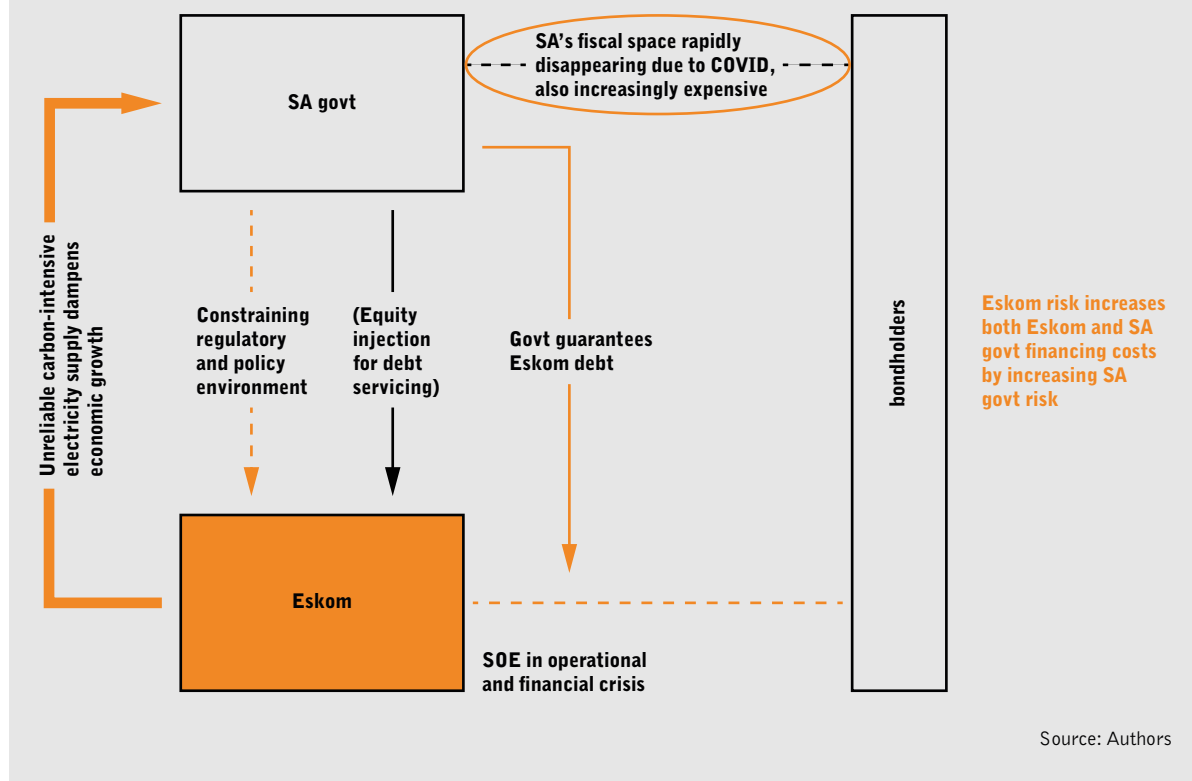 SA’s fiscal space rapidly
disappearing due to COVID,
also increasingly expensive
SA govt
Unreliable carbon-intensive
electricity supply dampens
economic growth
Constraining
regulatory
and policy
environment
(Equity
injection
for debt
servicing)
Govt guarantees
Eskom debt
bondholders
Eskom risk increases
both Eskom and SA
govt financing costs
by increasing SA
govt risk
Eskom
SOE in operational
and financial crisis
Source: Authors